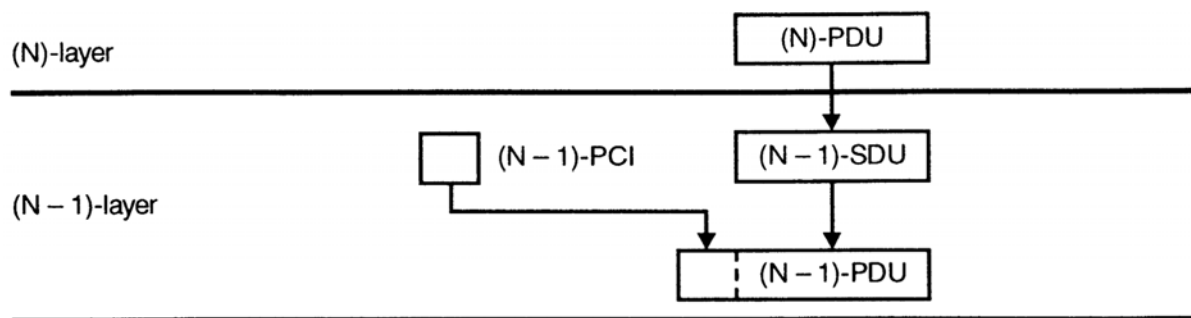 (N)-layer
(N)-PDU
(N – 1)-PCI
(N – 1)-SDU
(N – 1)-layer
(N – 1)-PDU